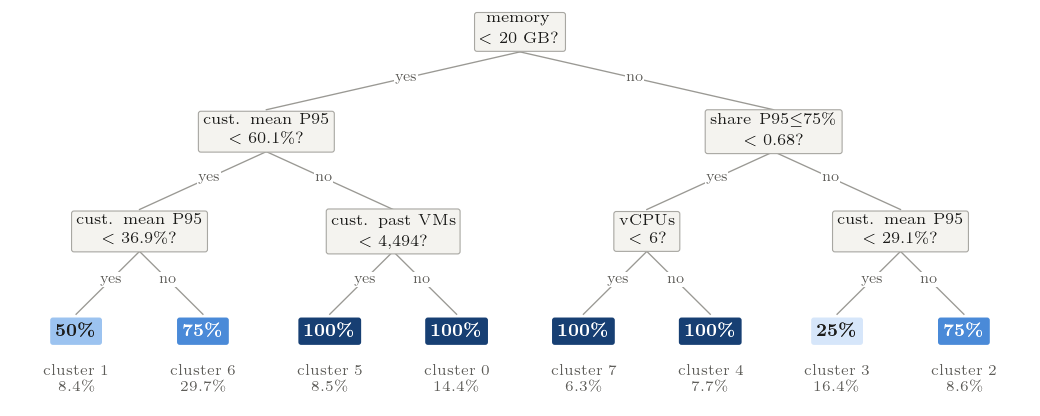 memory
< 20 GB?
yes
no
cust. mean P95
< 60.1%?
share P95≤75%
< 0.68?
yes
no
yes
no
cust. mean P95
< 36.9%?
cust. past VMs
< 4,494?
vCPUs
< 6?
cust. mean P95
< 29.1%?
yes
no
yes
no
yes
no
yes
no
50%
75%
100%
100%
100%
100%
25%
75%
cluster 1
8.4%
cluster 6
29.7%
cluster 5
8.5%
cluster 0
14.4%
cluster 7
6.3%
cluster 4
7.7%
cluster 3
16.4%
cluster 2
8.6%